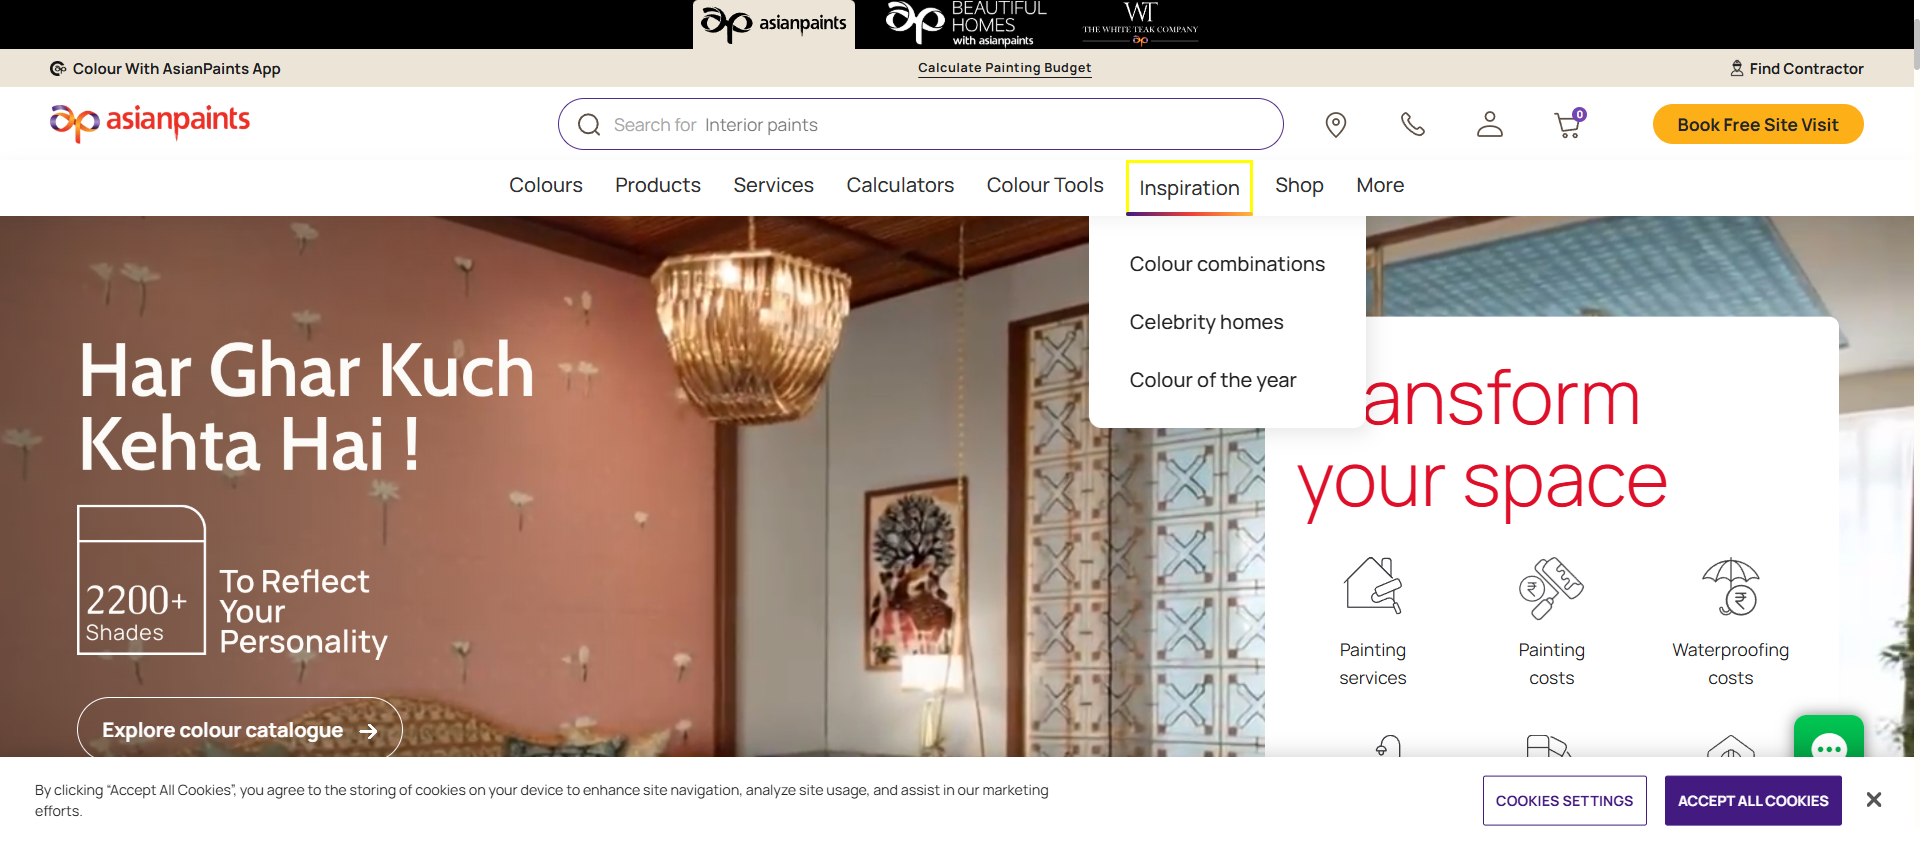 asianpaints
BEAUTIFUL
HOMES
with asianpaints
WT
THE WHITE TEAK COMPANY
Colour With AsianPaints App
Calculate Painting Budget
Find Contractor
asianpaints
Search for Interior paints
0
Book Free Site Visit
Colours Products Services Calculators Colour Tools Inspiration Shop More
Colour combinations
Celebrity homes
Colour of the year
Har Ghar Kuch
Kehta Hai !
2200+
Shades
To Reflect
Your
Personality
Explore colour catalogue
ansform
your space
Painting
services
Painting
costs
Waterproofing
costs
By clicking “Accept All Cookies”, you agree to the storing of cookies on your device to enhance site navigation, analyze site usage, and assist in our marketing
efforts.
COOKIES SETTINGS
ACCEPT ALL COOKIES